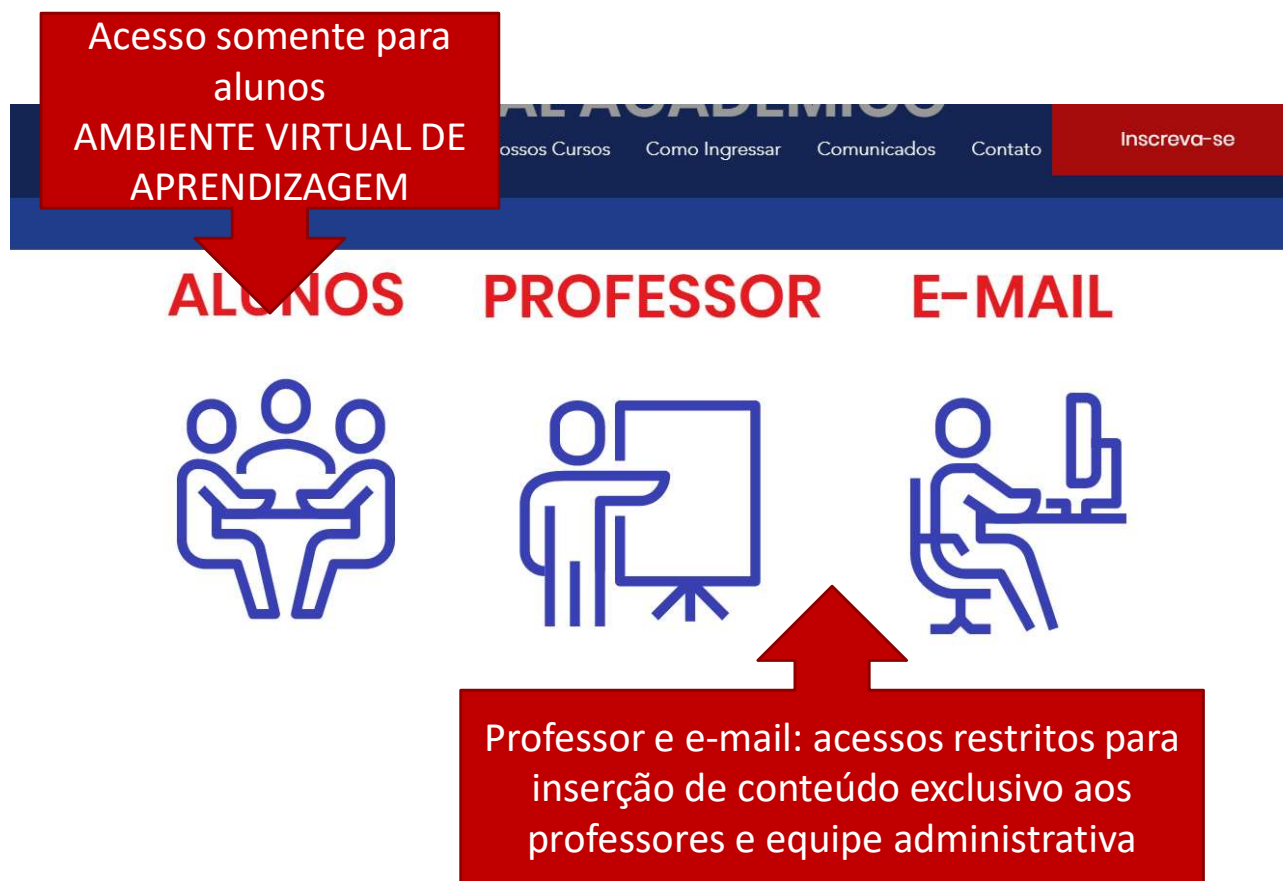 Acesso somente para
alunos
AMBIENTE VIRTUAL DE
APRENDIZAGEM
ACADÊMICO
Cursos Como Ingressar Comunicados Contato
Inscreva-se
ALUNOS PROFESSOR E-MAIL
Professor e e-mail: acessos restritos para
inserção de conteúdo exclusivo aos
professores e equipe administrativa